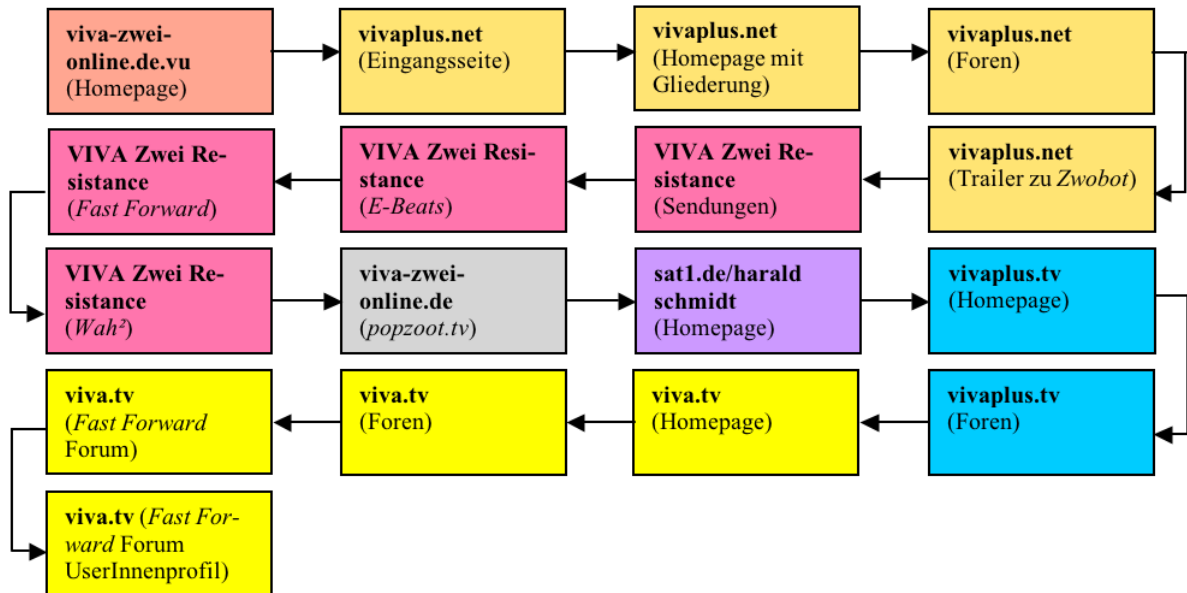 viva-zwei-
online.de.vu
(Homepage)
vivaplus.net
(Eingangsseite)
vivaplus.net
(Homepage mit
Gliederung)
vivaplus.net
(Foren)
vivaplus.net
(Trailer zu Zwobot)
VIVA Zwei Re-
sistance
(Sendungen)
VIVA Zwei Resi-
stance
(E-Beats)
VIVA Zwei Re-
sistance
(Fast Forward)
VIVA Zwei Re-
sistance
(Wah²)
viva-zwei-
online.de
(popzoot.tv)
sat1.de/harald
schmidt
(Homepage)
vivaplus.tv
(Homepage)
vivaplus.tv
(Foren)
viva.tv
(Homepage)
viva.tv
(Foren)
viva.tv
(Fast Forward
Forum)
viva.tv (Fast For-
ward Forum
UserInnenprofil)